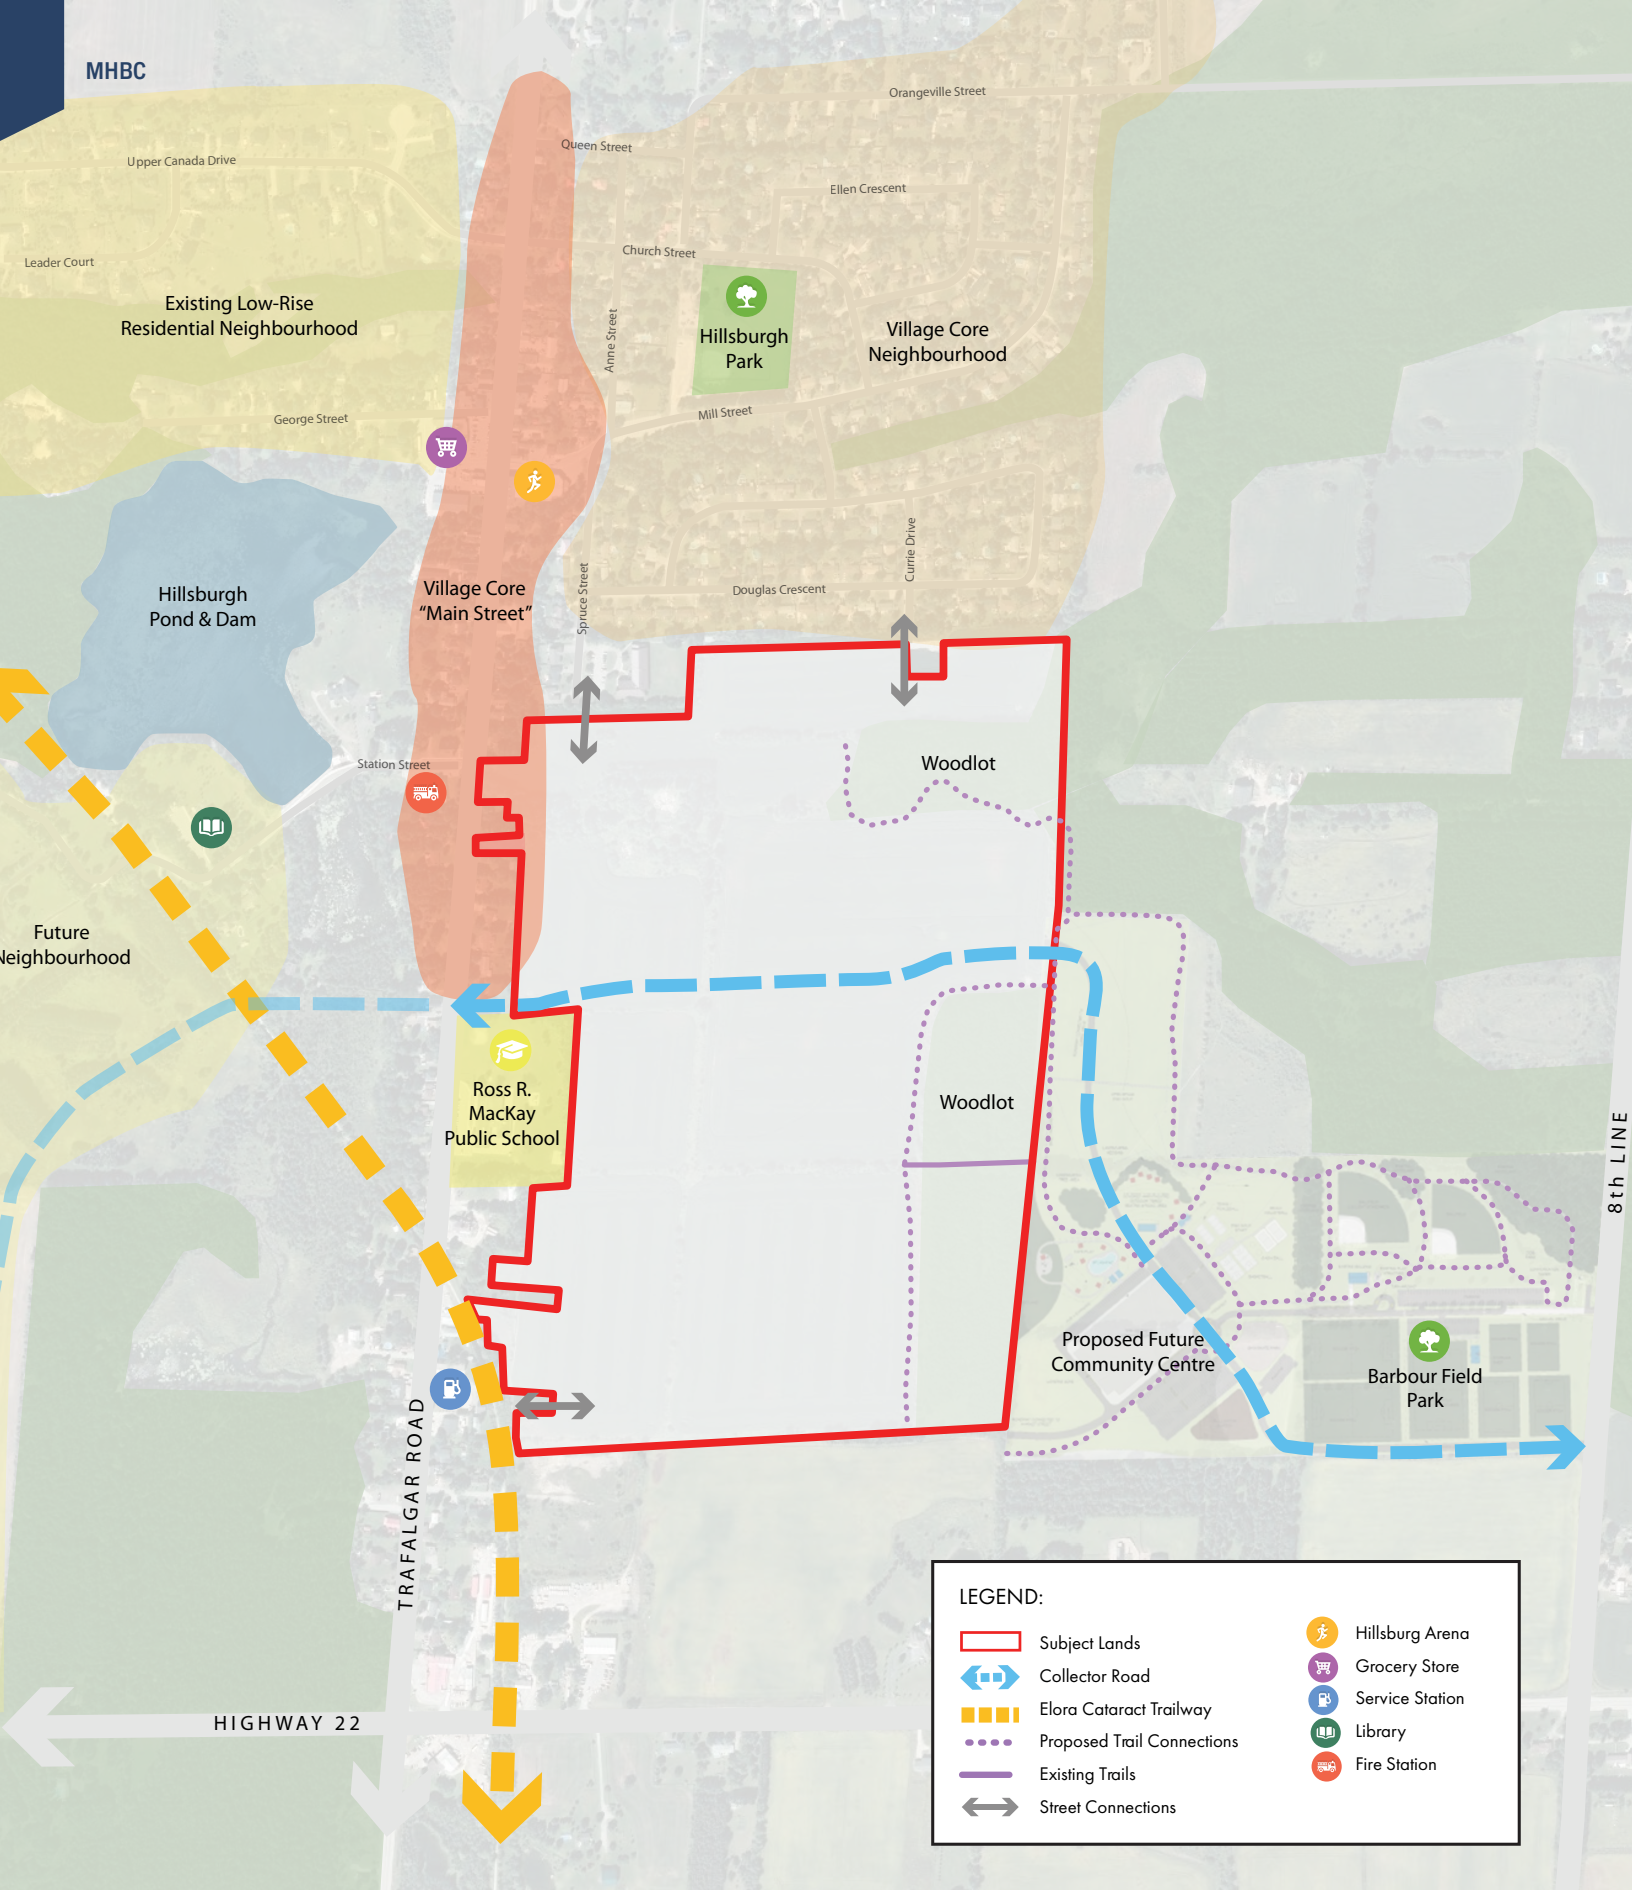 MHBC
Orangeville Street
Queen Street
Upper Canada Drive
Ellen Crescent
Church Street
Leader Court
Existing Low-Rise
Residential Neighbourhood
Anne Street
Hillsburgh
Park
Village Core
Neighbourhood
George Street
Mill Street
Currie Drive
Hillsburgh
Pond & Dam
Village Core
“Main Street”
Spruce Street
Douglas Crescent
Station Street
Woodlot
Future
Neighbourhood
Ross R.
MacKay
Public School
Woodlot
8th LINE
Proposed Future
Community Centre
Barbour Field
Park
TRAFALGAR ROAD
HIGHWAY 22
LEGEND:
Subject Lands
Collector Road
Elora Cataract Trailway
Proposed Trail Connections
Existing Trails
Street Connections
Hillsburg Arena
Grocery Store
Service Station
Library
Fire Station